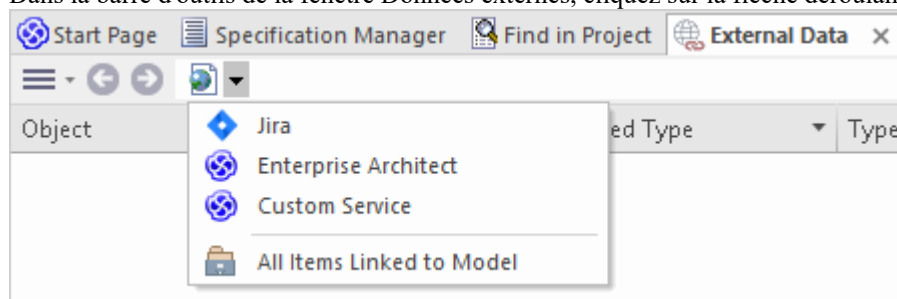 Dans la barre d'outils de la fenêtre Données externes, cliquez sur la flèche déroulan
Start Page Specification Manager Find in Project External Data ×
Object ed Type Type
Jira
Enterprise Architect
Custom Service
All Items Linked to Model